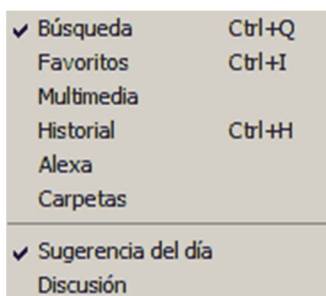 Búsqueda Ctrl+Q
Favoritos Ctrl+I
Multimedia
Historial Ctrl+H
Alexa
Carpetas
Sugerencia del día
Discusión